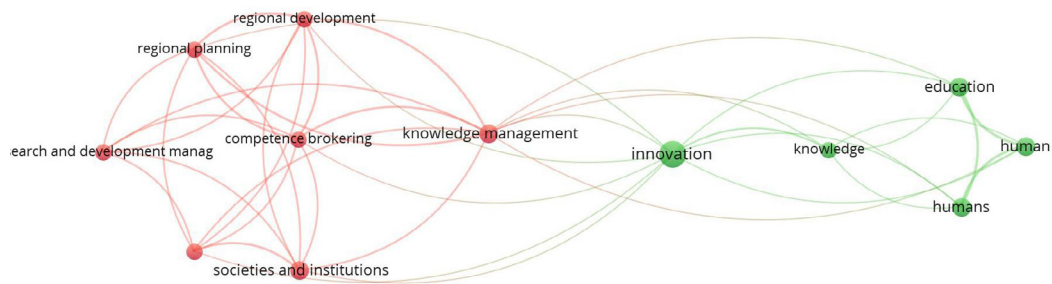 regional development
regional planning
education
knowledge management
competence brokering
search and development manag
innovation
knowledge
human
humans
societies and institutions